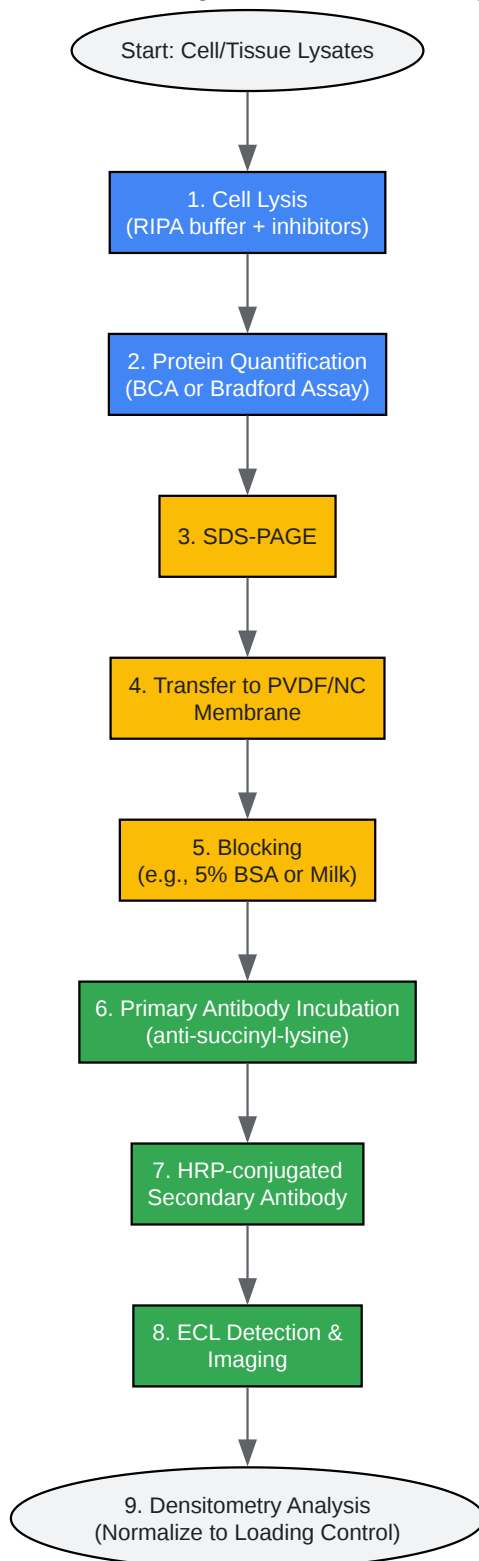 Start: Cell/Tissue Lysates
1. Cell Lysis
(RIPA buffer + inhibitors)
2. Protein Quantification
(BCA or Bradford Assay)
3. SDS-PAGE
4. Transfer to PVDF/NC
Membrane
5. Blocking
(e.g., 5% BSA or Milk)
6. Primary Antibody Incubation
(anti-succinyl-lysine)
7. HRP-conjugated
Secondary Antibody
8. ECL Detection &
Imaging
9. Densitometry Analysis
(Normalize to Loading Control)